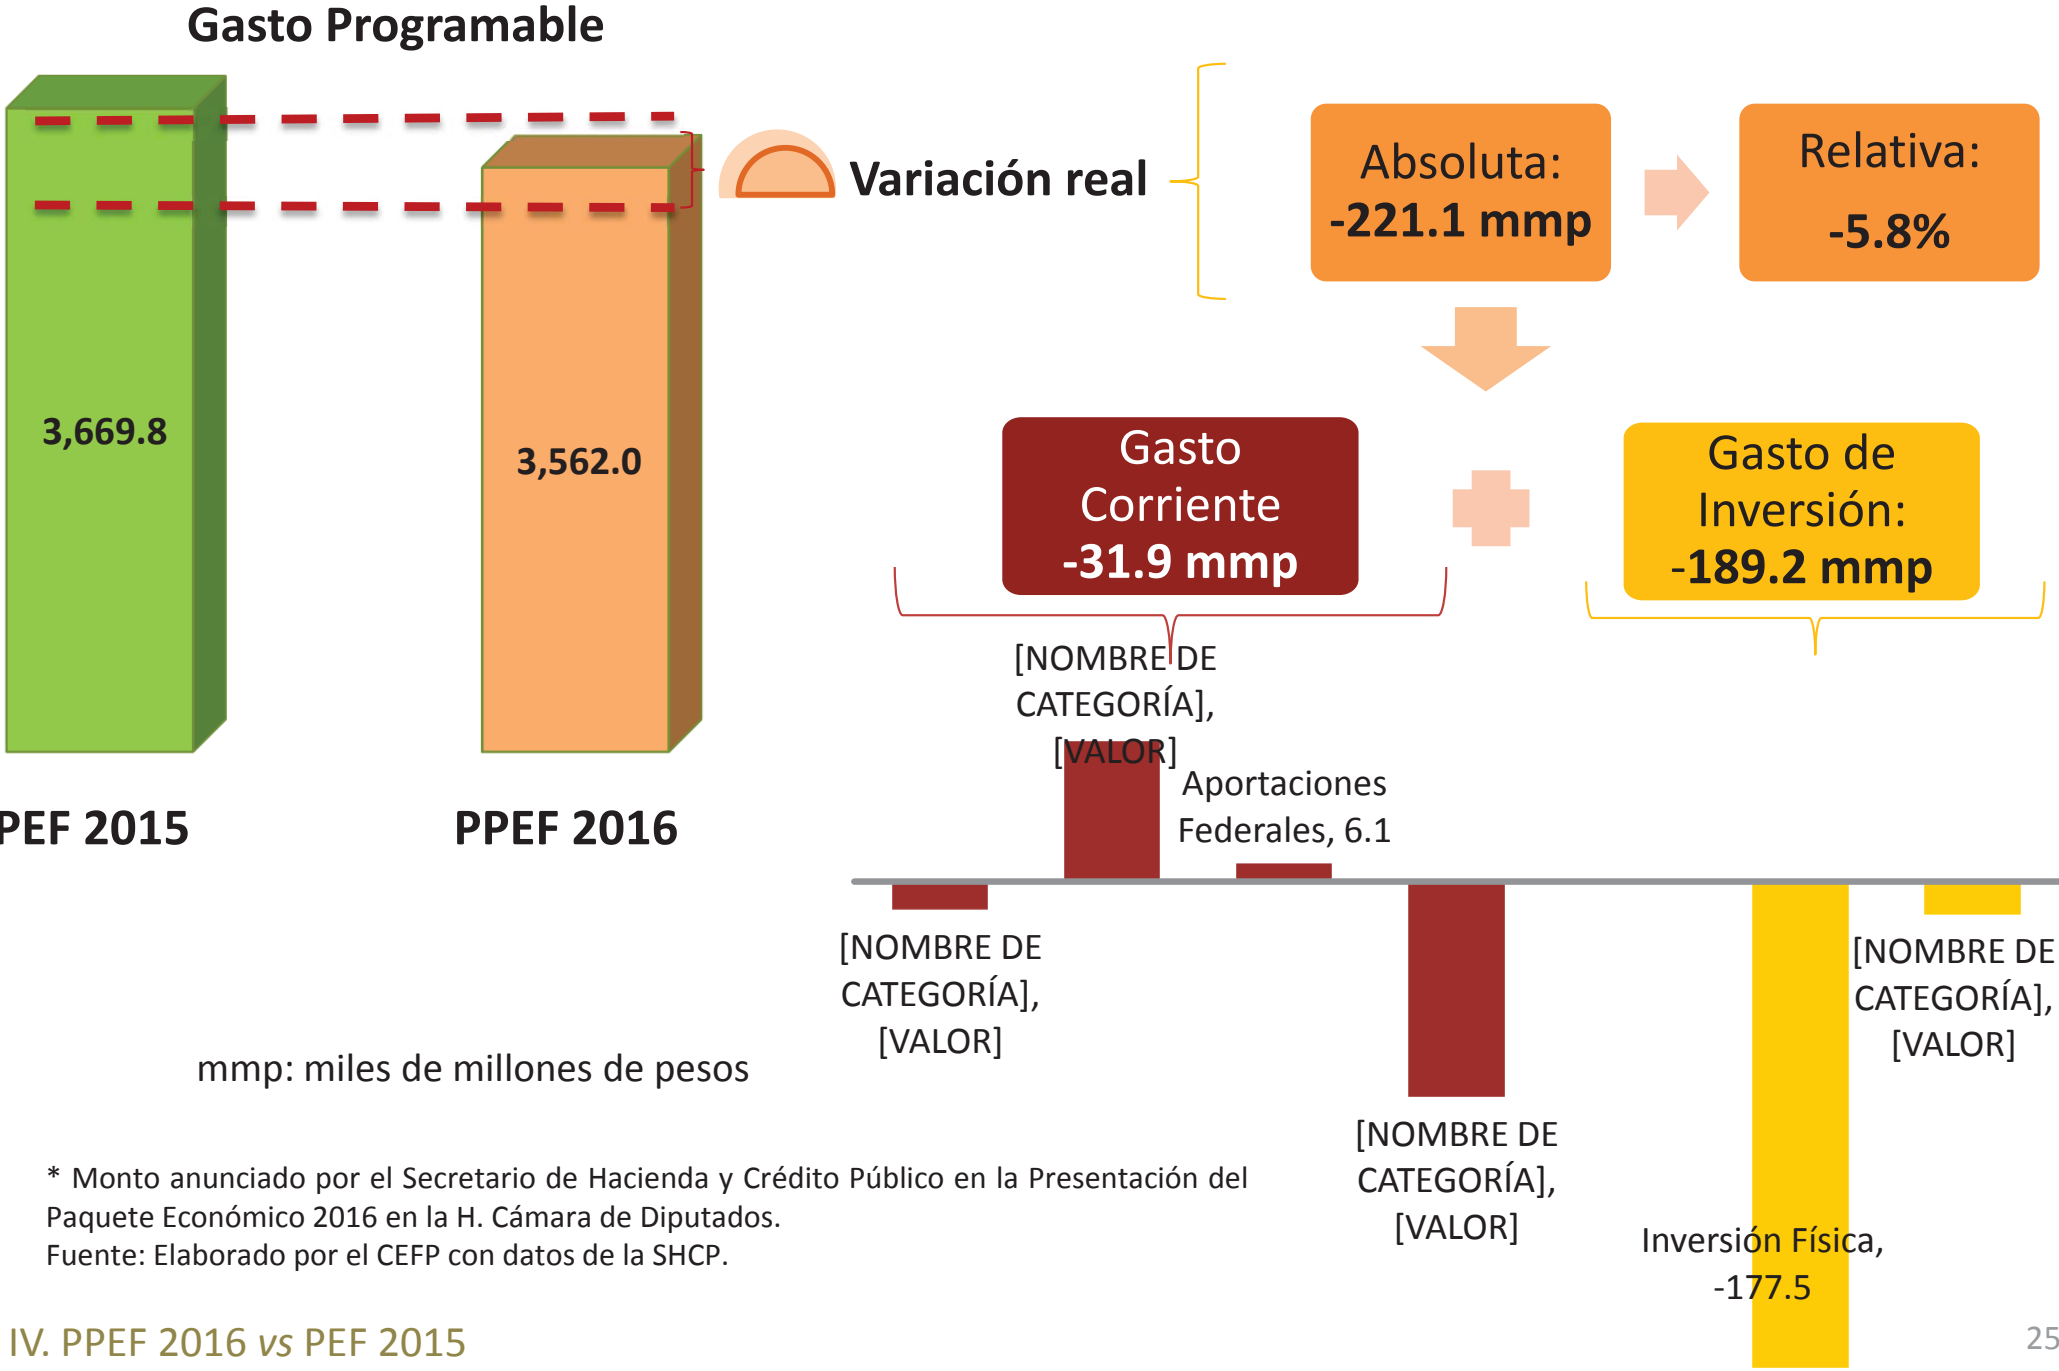 Gasto Programable
Variación real
Absoluta:
-221.1 mmp
Relativa:
-5.8%
3,669.8
3,562.0
PEF 2015
PPEF 2016
Gasto
Corriente
-31.9 mmp
Gasto de
Inversión:
-189.2 mmp
[NOMBRE DE
CATEGORÍA],
[VALOR]
Aportaciones
Federales, 6.1
[NOMBRE DE
CATEGORÍA],
[VALOR]
[NOMBRE DE
CATEGORÍA],
[VALOR]
[NOMBRE DE
CATEGORÍA],
[VALOR]
Inversión Física,
-177.5
mmp: miles de millones de pesos
* Monto anunciado por el Secretario de Hacienda y Crédito Público en la Presentación del
Paquete Económico 2016 en la H. Cámara de Diputados.
Fuente: Elaborado por el CEFP con datos de la SHCP.
IV. PPEF 2016 vs PEF 2015
25